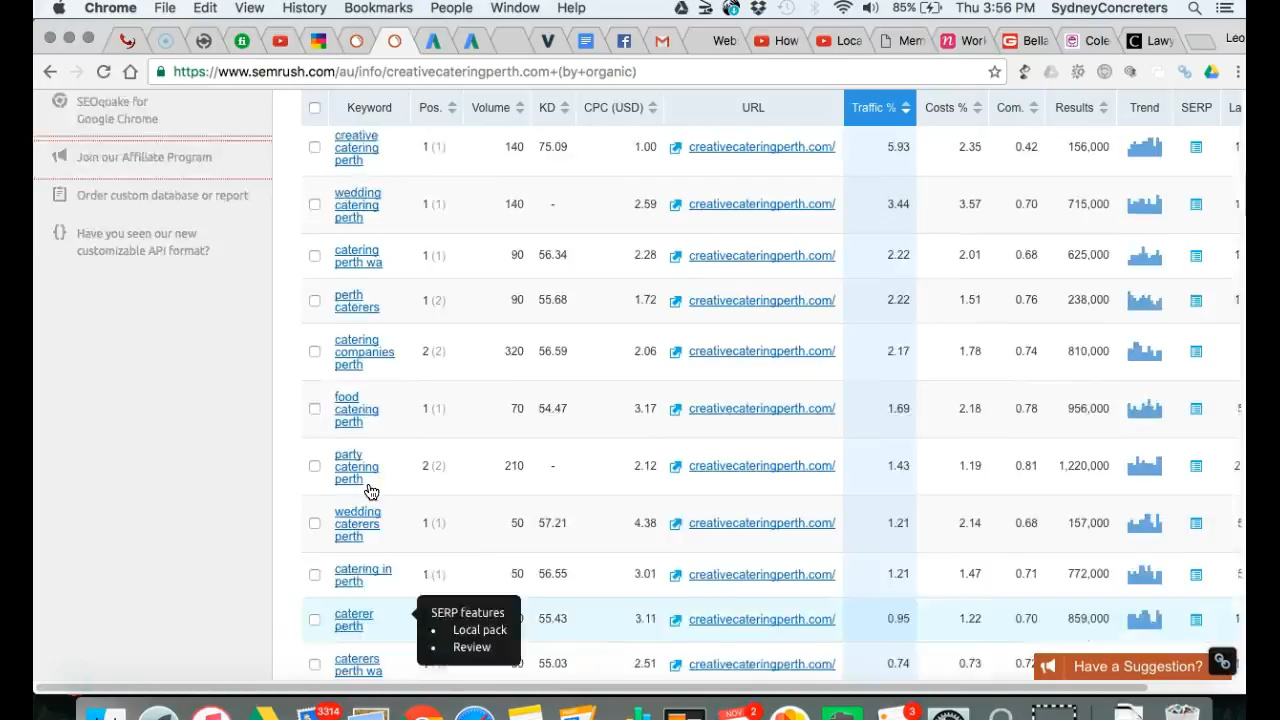 Chrome File Edit View History Bookmarks People Window Help 85% Thu 3:56 PM SydneyConcreters
Web How Loca Mem Work Bella Cole Lawy Leo
https://www.semrush.com/au/info/creativecateringperth.com+(by+organic)
SEOquake for
Google Chrome
Join our Affiliate Program
Order custom database or report
Have you seen our new
customizable API format?
Keyword Pos. Volume KD CPC (USD) URL Traffic % Costs % Com. Results Trend SERP La
creative
catering
perth
1 (1) 140 75.09 1.00 creativecateringperth.com/ 5.93 2.35 0.42 156,000
wedding
catering
perth
1 (1) 140 - 2.59 creativecateringperth.com/ 3.44 3.57 0.70 715,000
catering
perth wa
1 (1) 90 56.34 2.28 creativecateringperth.com/ 2.22 2.01 0.68 625,000
perth
caterers
1 (2) 90 55.68 1.72 creativecateringperth.com/ 2.22 1.51 0.76 238,000
catering
companies
perth
2 (2) 320 56.59 2.06 creativecateringperth.com/ 2.17 1.78 0.74 810,000
food
catering
perth
1 (1) 70 54.47 3.17 creativecateringperth.com/ 1.69 2.18 0.78 956,000
party
catering
perth
2 (2) 210 - 2.12 creativecateringperth.com/ 1.43 1.19 0.81 1,220,000
wedding
caterers
perth
1 (1) 50 57.21 4.38 creativecateringperth.com/ 1.21 2.14 0.68 157,000
catering in
perth
1 (1) 50 56.55 3.01 creativecateringperth.com/ 1.21 1.47 0.71 772,000
caterer
perth
55.43 3.11 creativecateringperth.com/ 0.95 1.22 0.70 859,000
SERP features
Local pack
Review
caterers
perth wa
55.03 2.51 creativecateringperth.com/ 0.74 0.73
Have a Suggestion?
3314 NOV 2 3